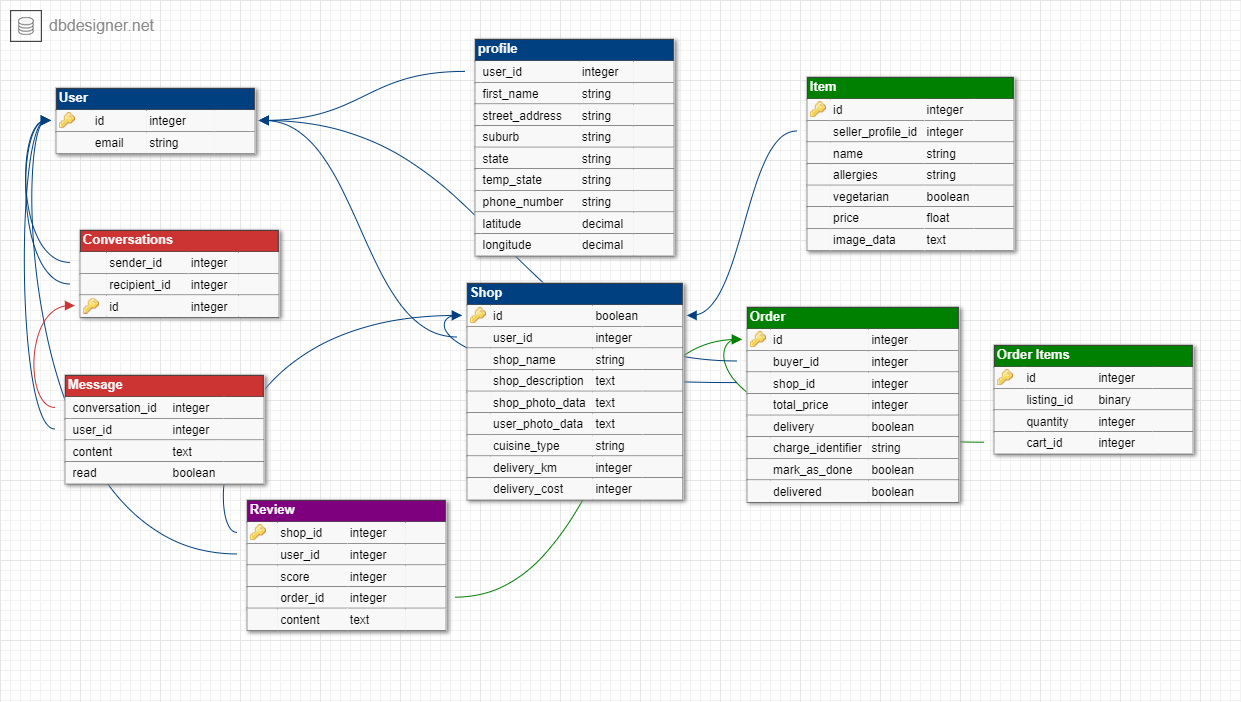 dbdesigner.net
profile
user_id integer
first_name string
street_address string
suburb string
state string
temp_state string
phone_number string
latitude decimal
longitude decimal
User
id integer
email string
Item
id integer
seller_profile_id integer
name string
allergies string
vegetarian boolean
price float
image_data text
Conversations
sender_id integer
recipient_id integer
id integer
Shop
id boolean
user_id integer
shop_name string
shop_description text
shop_photo_data text
user_photo_data text
cuisine_type string
delivery_km integer
delivery_cost integer
Order
id integer
buyer_id integer
shop_id integer
total_price integer
delivery boolean
charge_identifier string
mark_as_done boolean
delivered boolean
Order Items
id integer
listing_id binary
quantity integer
cart_id integer
Message
conversation_id integer
user_id integer
content text
read boolean
Review
shop_id integer
user_id integer
score integer
order_id integer
content text